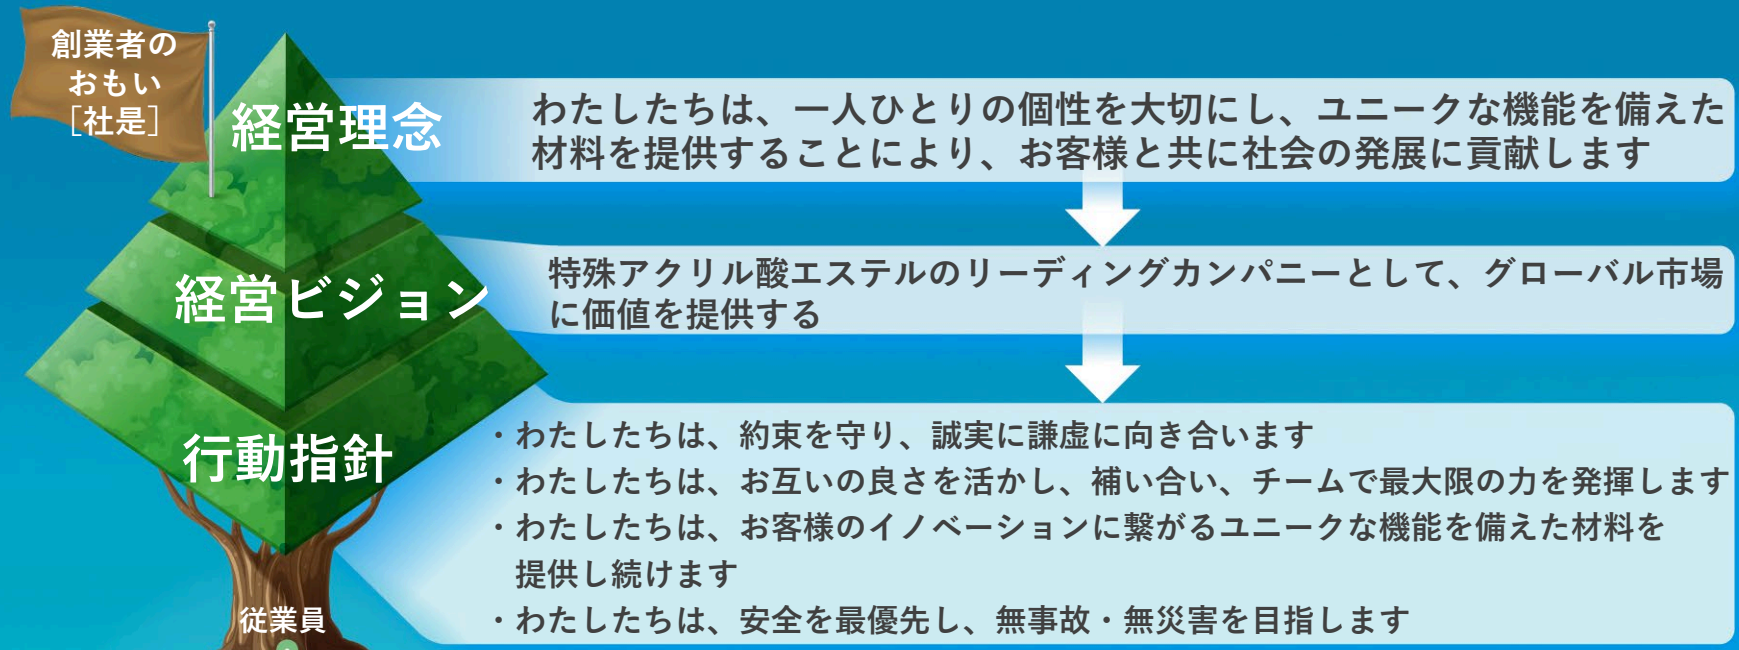 創業者の
おもい
［社是］
経営理念
わたしたちは、一人ひとりの個性を大切にし、ユニークな機能を備えた
材料を提供することにより、お客様と共に社会の発展に貢献します
経営ビジョン
特殊アクリル酸エステルのリーディングカンパニーとして、グローバル市場
に価値を提供する
行動指針
・わたしたちは、約束を守り、誠実に謙虚に向き合います
・わたしたちは、お互いの良さを活かし、補い合い、チームで最大限の力を発揮します
・わたしたちは、お客様のイノベーションに繋がるユニークな機能を備えた材料を
提供し続けます
・わたしたちは、安全を最優先し、無事故・無災害を目指します
従業員